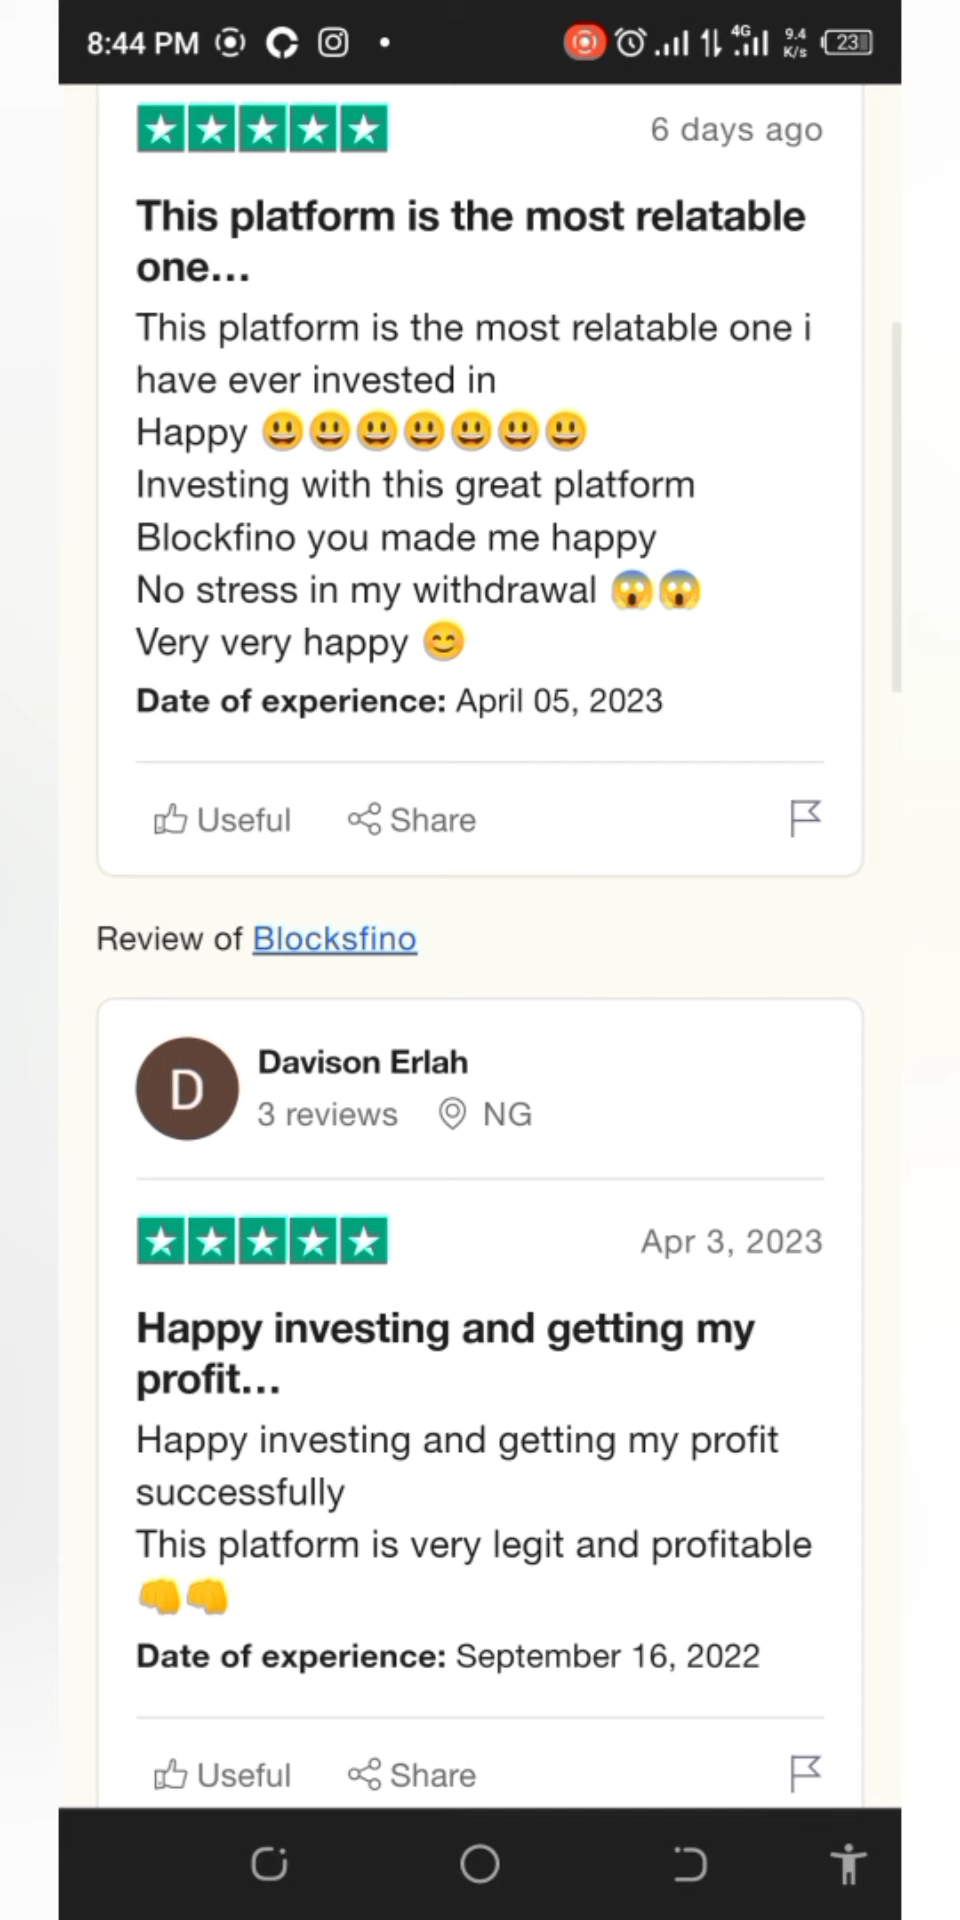 8:44 PM
4G
9.4
K/s
23
6 days ago
This platform is the most relatable
one...
This platform is the most relatable one i
have ever invested in
Happy 😃😃😃😃😃😃😃
Investing with this great platform
Blockfino you made me happy
No stress in my withdrawal 😱😱
Very very happy 😊
Date of experience: April 05, 2023
Useful
Share
Review of Blocksfino
D
Davison Erlah
3 reviews
NG
Apr 3, 2023
Happy investing and getting my
profit...
Happy investing and getting my profit
successfully
This platform is very legit and profitable
👊👊
Date of experience: September 16, 2022
Useful
Share